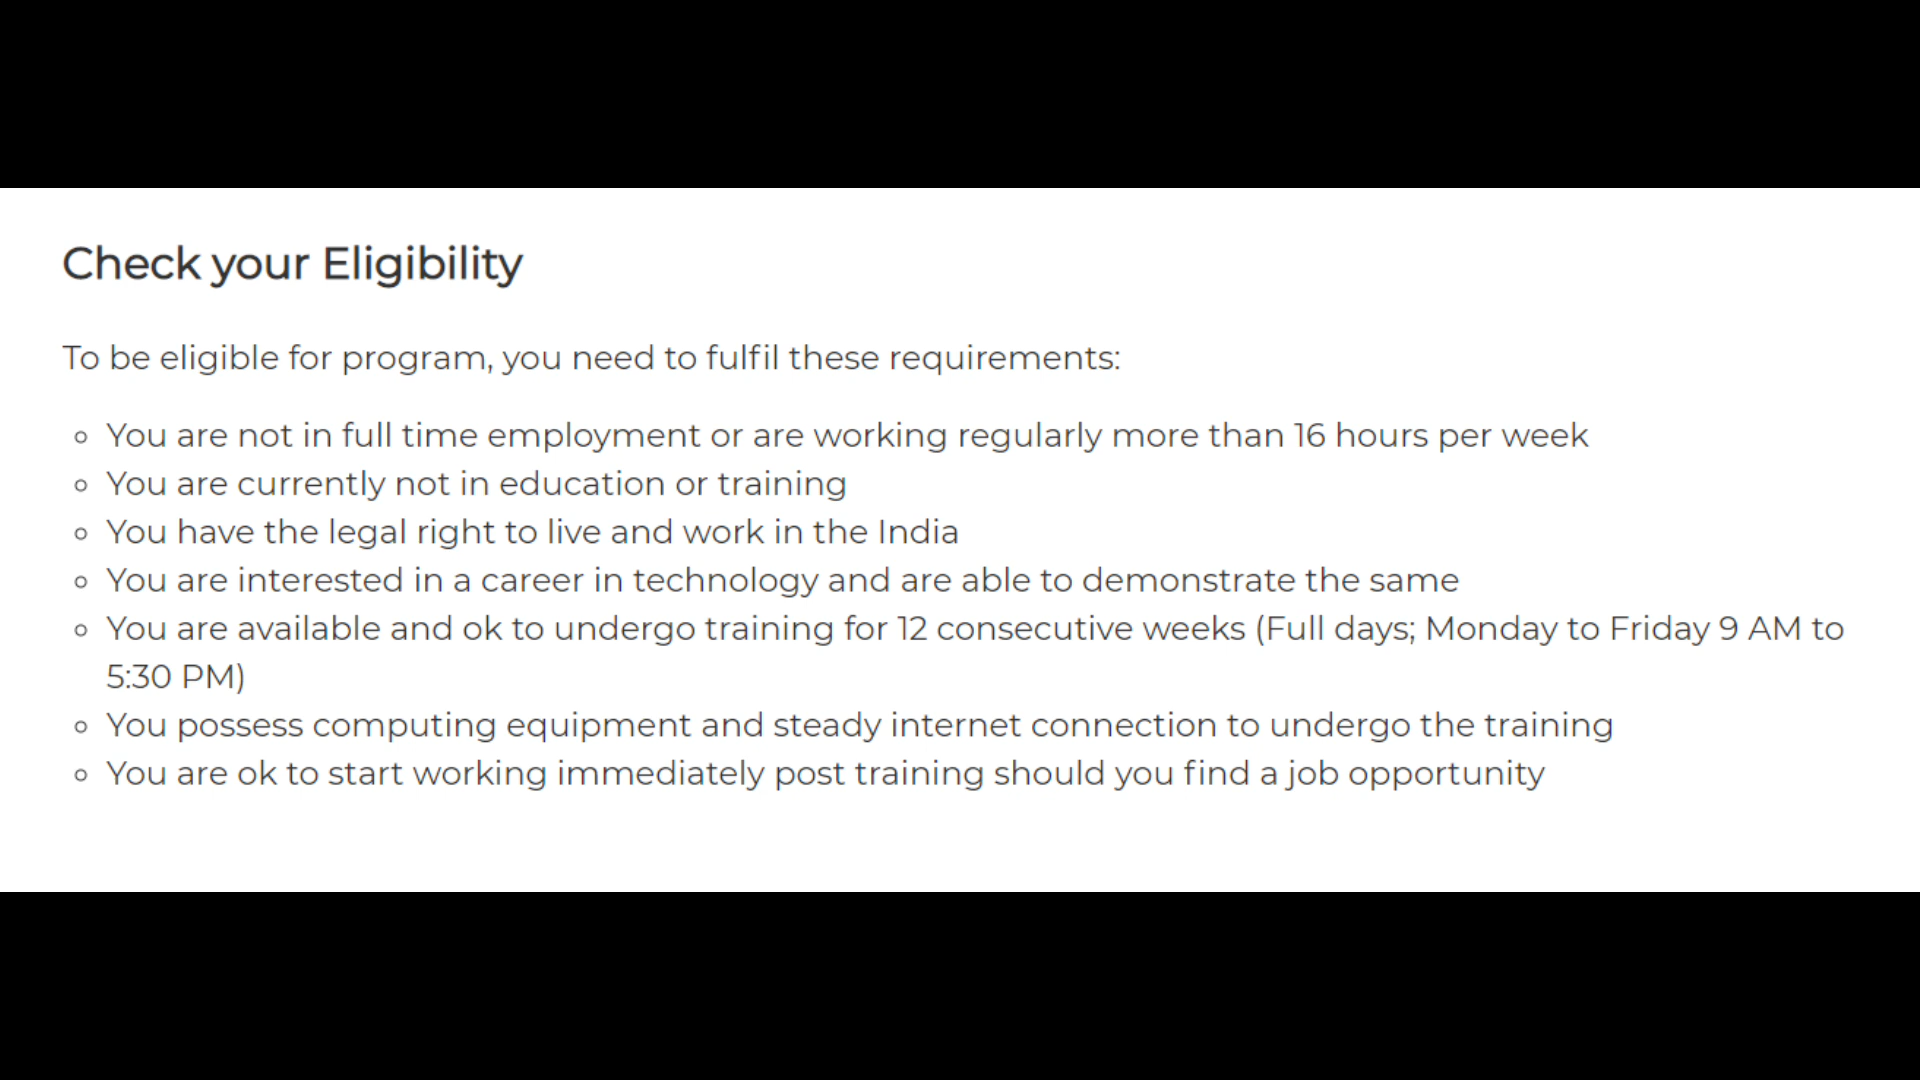 Check your Eligibility
To be eligible for program, you need to fulfil these requirements:
You are not in full time employment or are working regularly more than 16 hours per week
You are currently not in education or training
You have the legal right to live and work in the India
You are interested in a career in technology and are able to demonstrate the same
You are available and ok to undergo training for 12 consecutive weeks (Full days; Monday to Friday 9 AM to
5:30 PM)
You possess computing equipment and steady internet connection to undergo the training
You are ok to start working immediately post training should you find a job opportunity